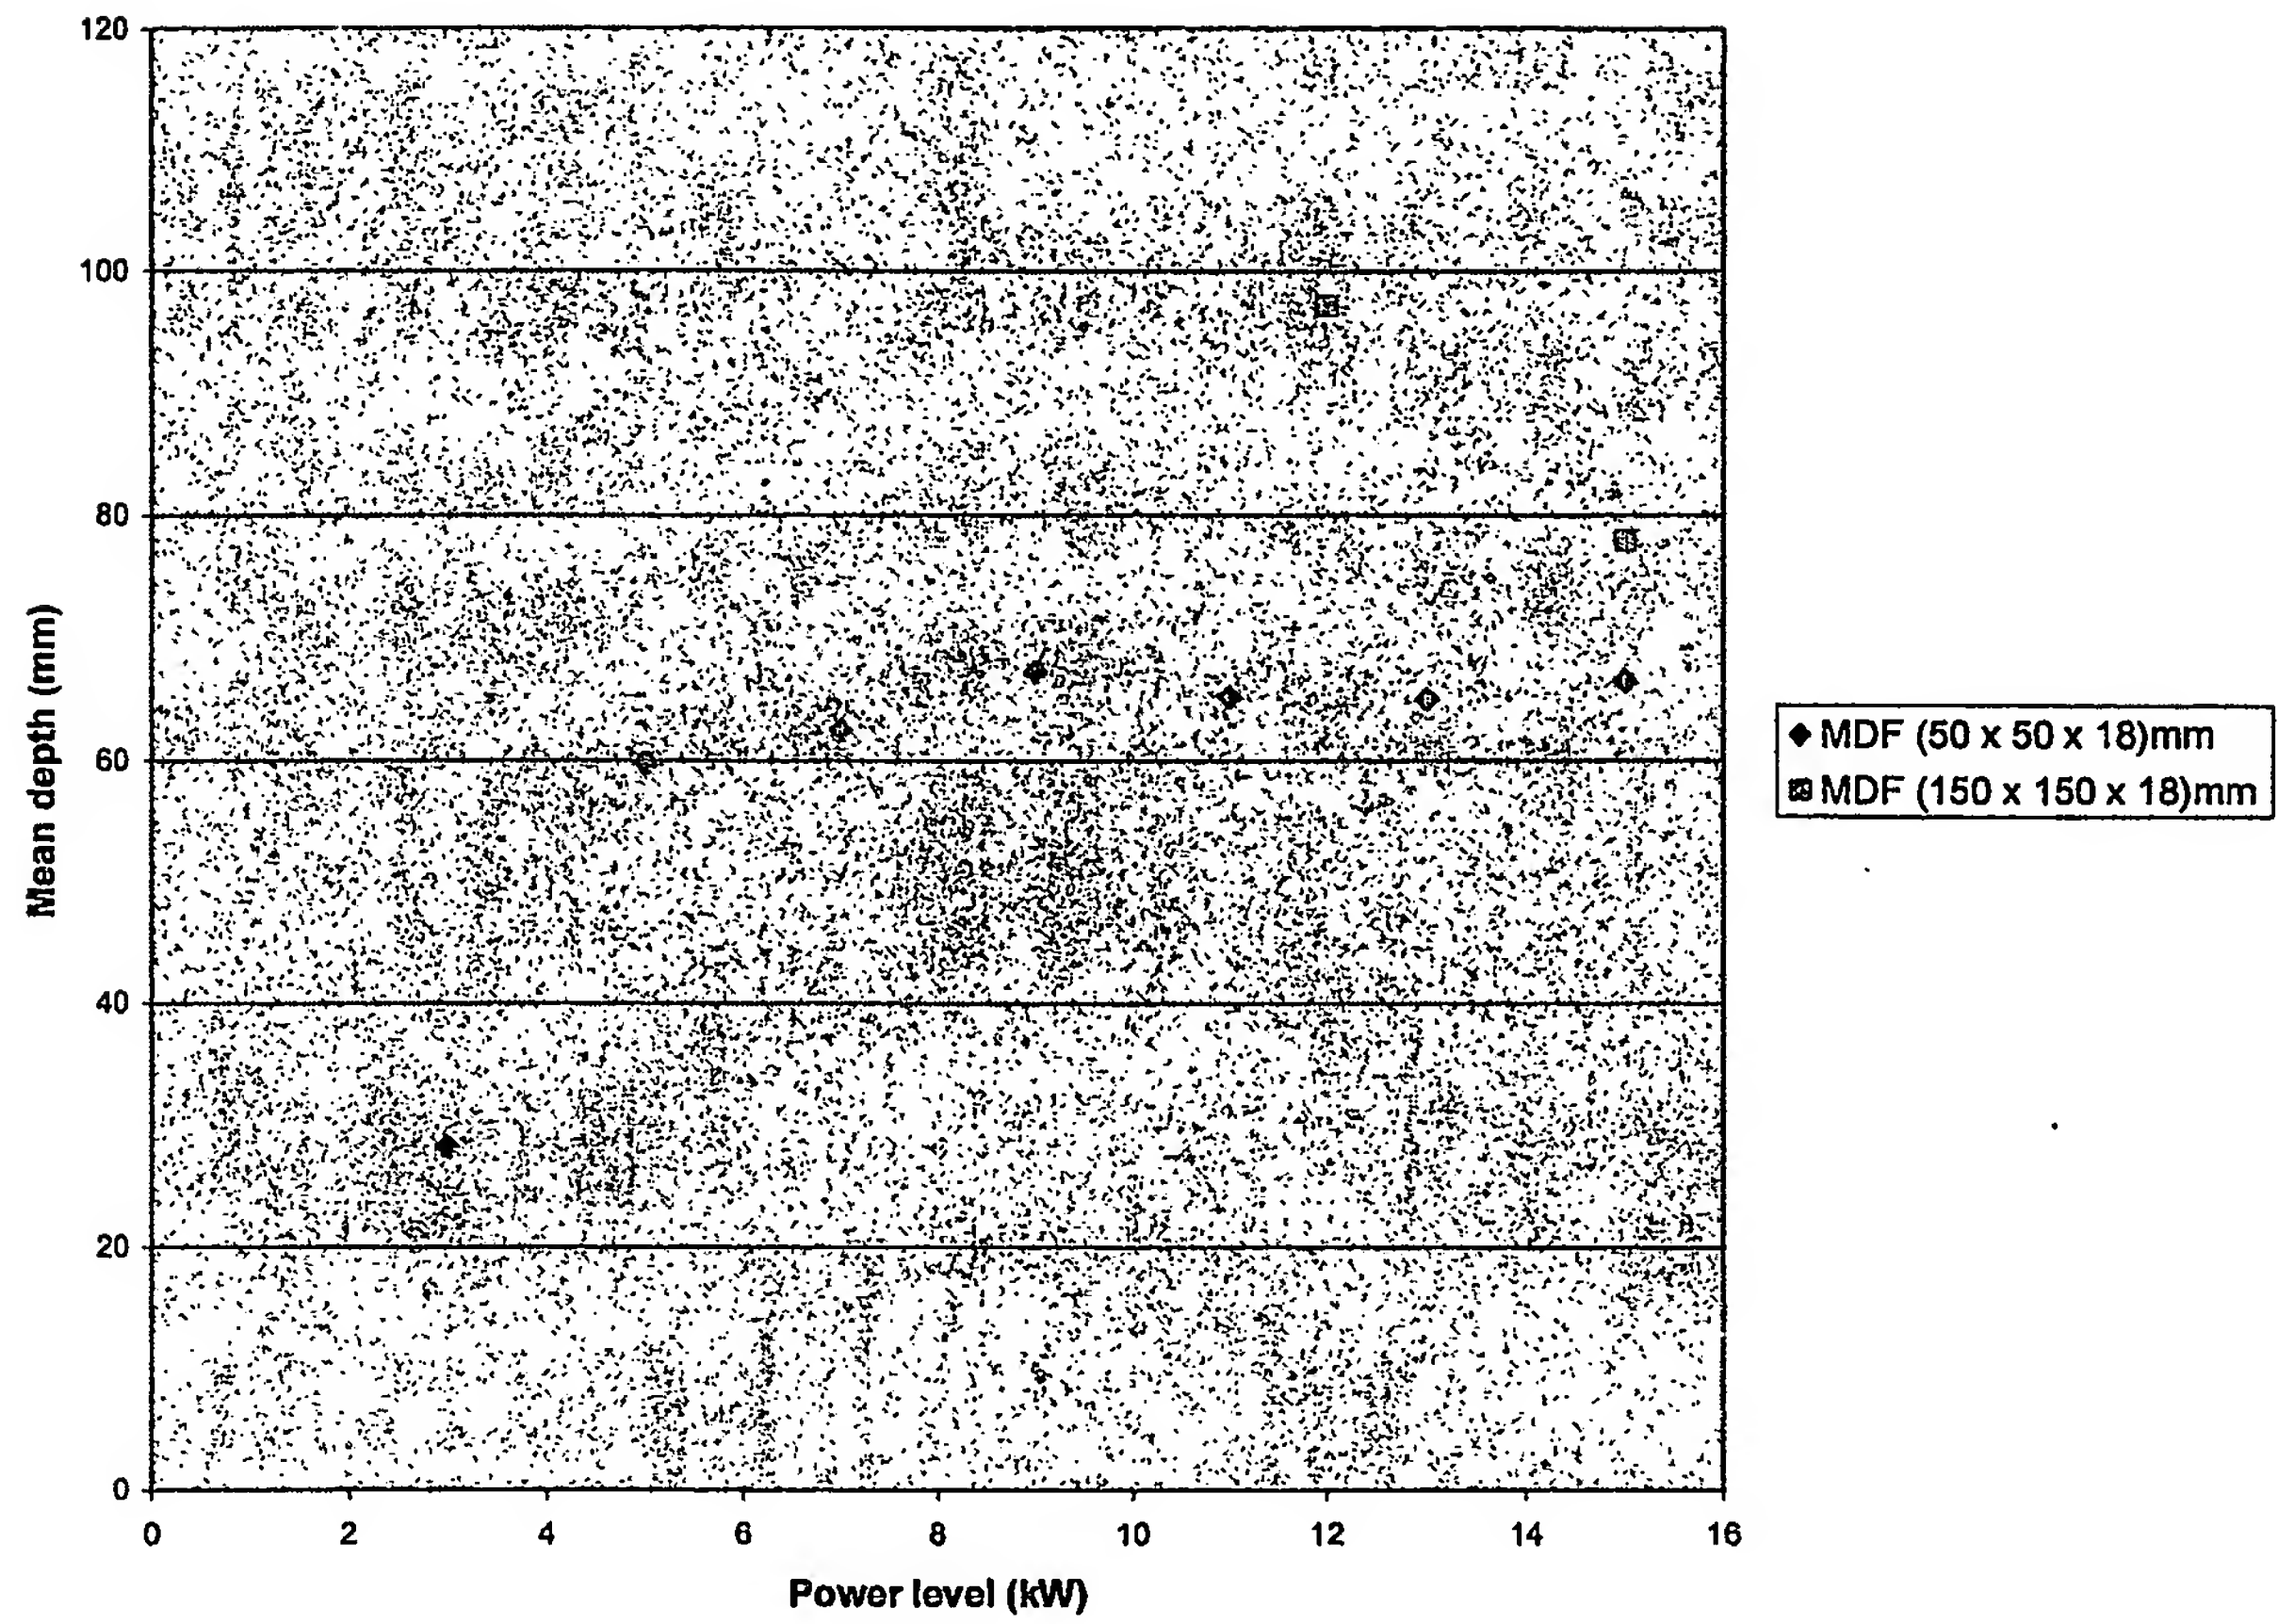 120
100
80
60
40
20
0
Mean depth (mm)
0 2 4 6 8 10 12 14 16
Power level (kW)
MDF (50 x 50 x 18)mm
MDF (150 x 150 x 18)mm